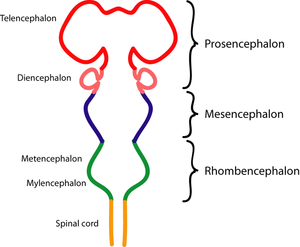 Telencephalon
Prosencephalon
Diencephalon
Mesencephalon
Metencephalon
Rhombencephalon
Mylencephalon
Spinal cord